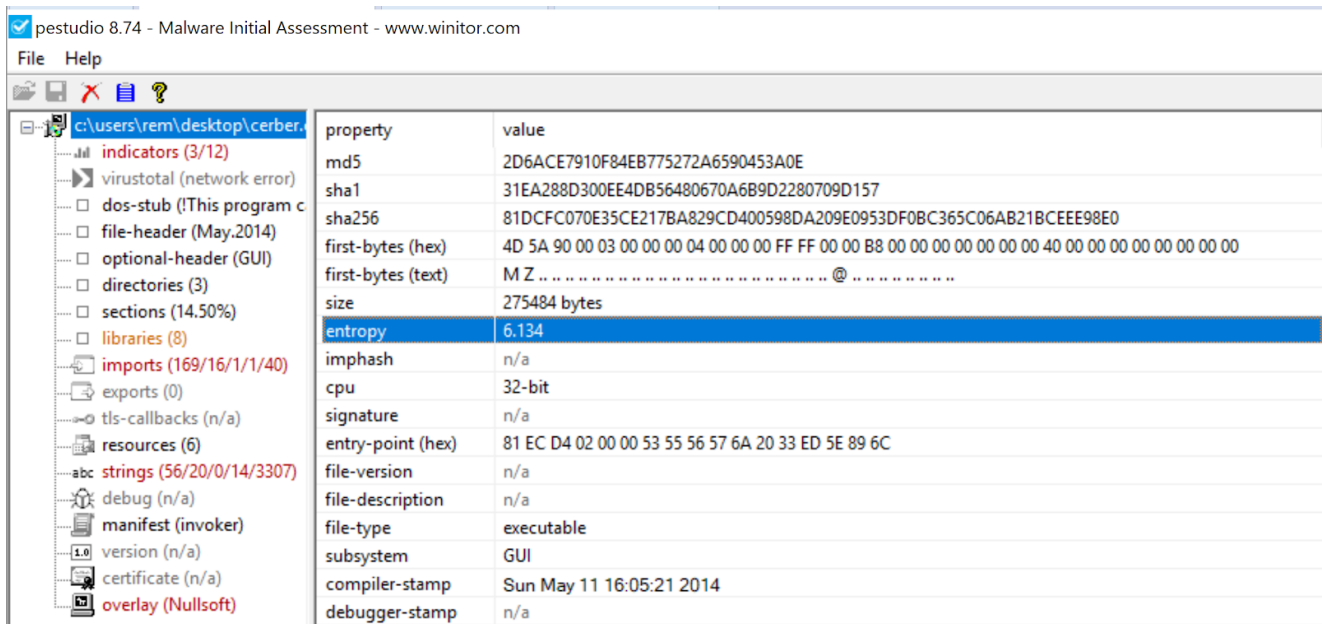 pestudio 8.74 - Malware Initial Assessment - www.winitor.com
File Help
c:\users\rem\desktop\cerber.
indicators (3/12)
virustotal (network error)
dos-stub (!This program c
file-header (May.2014)
optional-header (GUI)
directories (3)
sections (14.50%)
libraries (8)
imports (169/16/1/1/40)
exports (0)
tls-callbacks (n/a)
resources (6)
abc strings (56/20/0/14/3307)
debug (n/a)
manifest (invoker)
1.0 version (n/a)
certificate (n/a)
overlay (Nullsoft)
property value
md5 2D6ACE7910F84EB775272A6590453A0E
sha1 31EA288D300EE4DB56480670A6B9D2280709D157
sha256 81DCFC070E35CE217BA829CD400598DA209E0953DF0BC365C06AB21BCEEE98E0
first-bytes (hex) 4D 5A 90 00 03 00 00 00 04 00 00 00 FF FF 00 00 B8 00 00 00 00 00 00 00 40 00 00 00 00 00 00 00
first-bytes (text) M Z .. .. .. .. .. .. .. .. .. .. .. .. .. .. .. .. .. .. .. .. .. .. @ .. .. .. .. .. .. ..
size 275484 bytes
entropy 6.134
imphash n/a
cpu 32-bit
signature n/a
entry-point (hex) 81 EC D4 02 00 00 53 55 56 57 6A 20 33 ED 5E 89 6C
file-version n/a
file-description n/a
file-type executable
subsystem GUI
compiler-stamp Sun May 11 16:05:21 2014
debugger-stamp n/a